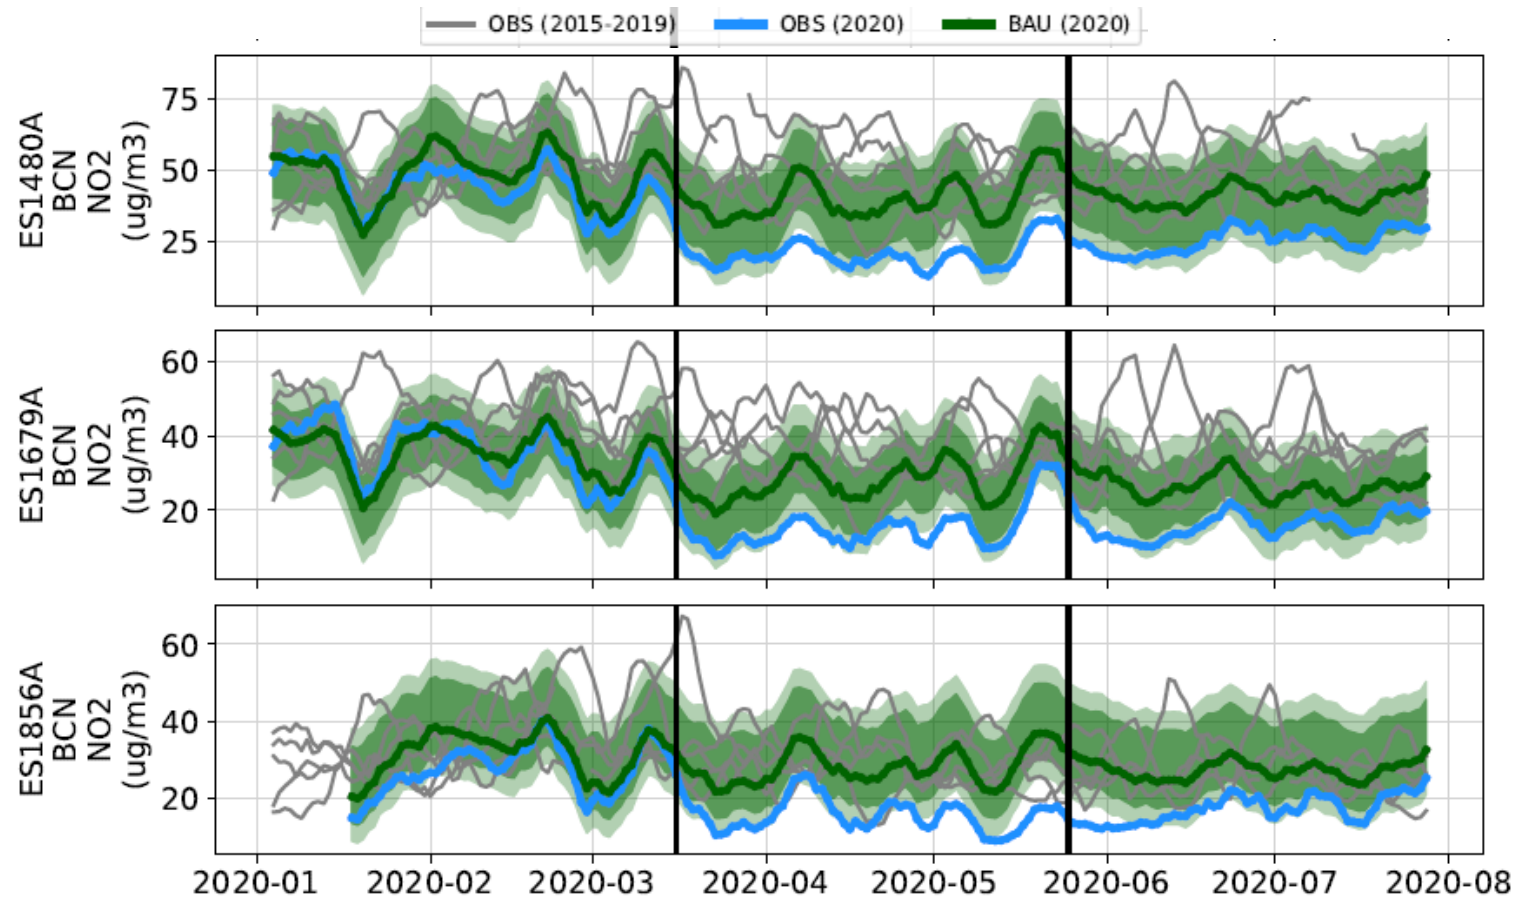 OBS (2015-2019) OBS (2020) BAU (2020)
ES1480A
BCN
NO2
(ug/m3)
75
50
25
ES1679A
BCN
NO2
(ug/m3)
60
40
20
ES1856A
BCN
NO2
(ug/m3)
60
40
20
2020-01 2020-02 2020-03 2020-04 2020-05 2020-06 2020-07 2020-08